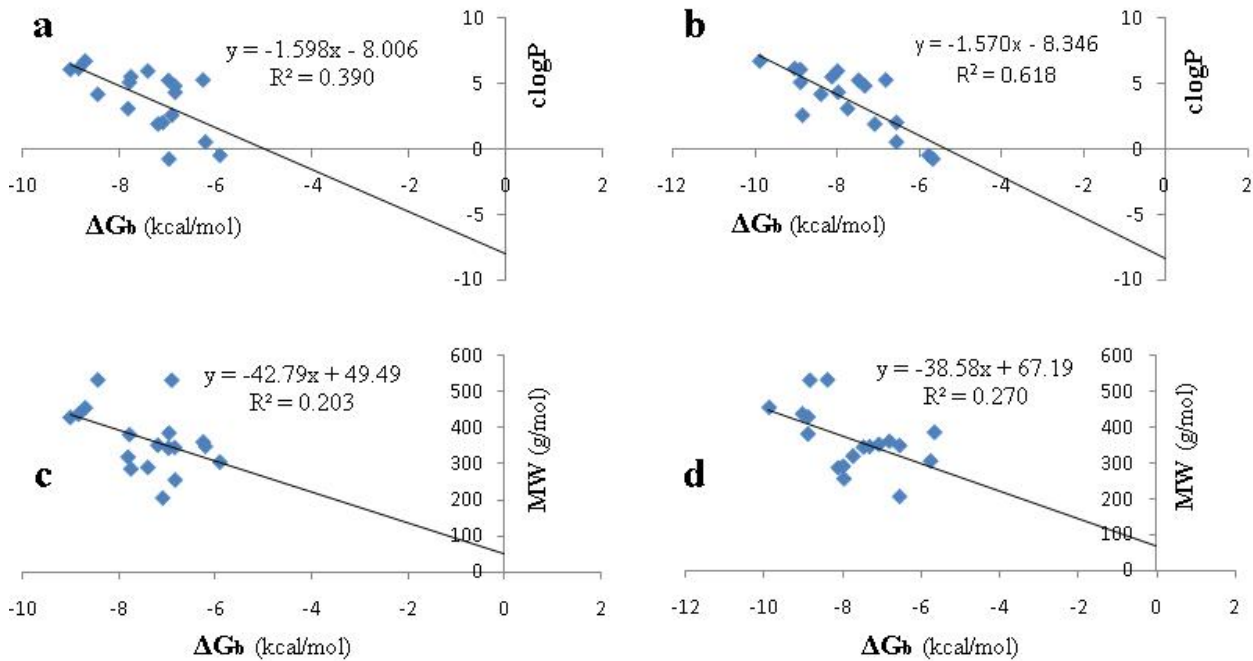 a
y = -1.598x - 8.006
R² = 0.390
10
5
0
-5
-10
clogP
-10 -8 -6 -4 -2 0 2
ΔGb (kcal/mol)
b
y = -1.570x - 8.346
R² = 0.618
10
5
0
-5
-10
clogP
-12 -10 -8 -6 -4 -2 0 2
ΔGb (kcal/mol)
c
y = -42.79x + 49.49
R² = 0.203
600
500
400
300
200
100
0
MW (g/mol)
-10 -8 -6 -4 -2 0 2
ΔGb (kcal/mol)
d
y = -38.58x + 67.19
R² = 0.270
600
500
400
300
200
100
0
MW (g/mol)
-12 -10 -8 -6 -4 -2 0 2
ΔGb (kcal/mol)